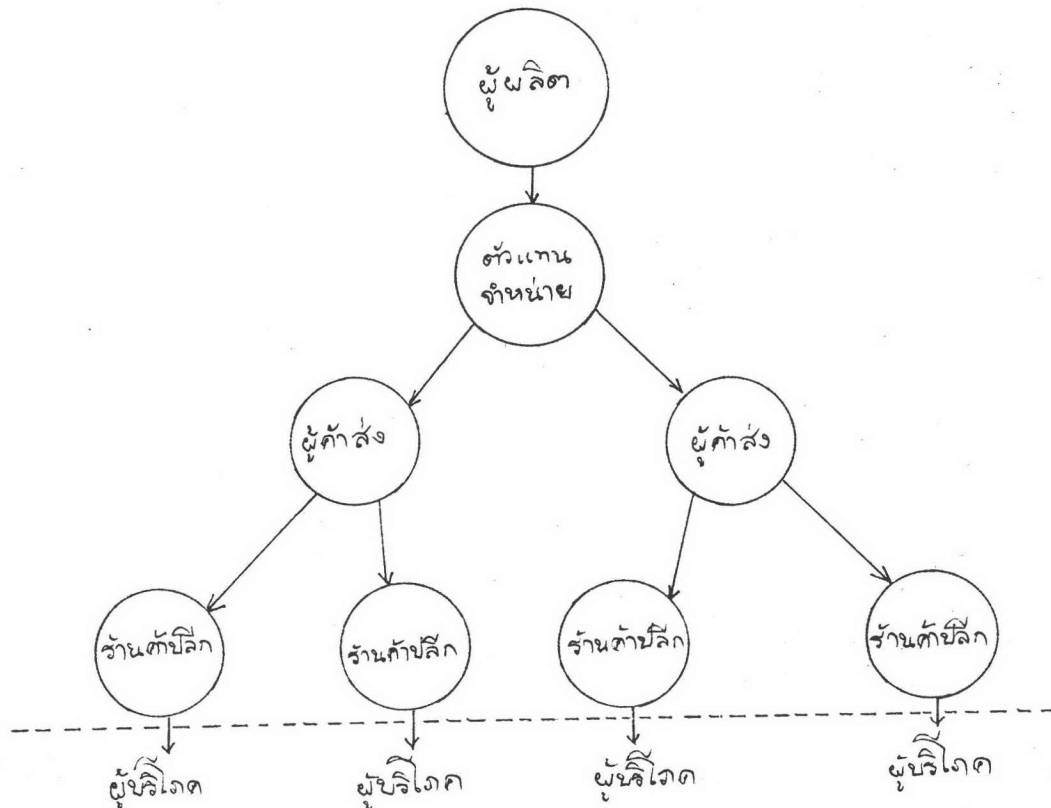 ผู้ผลิต
ตัวแทน
จำหน่าย
ผู้ค้าส่ง
ผู้ค้าส่ง
ร้านค้าปลีก
ร้านค้าปลีก
ร้านค้าปลีก
ร้านค้าปลีก
ผู้บริโภค
ผู้บริโภค
ผู้บริโภค
ผู้บริโภค